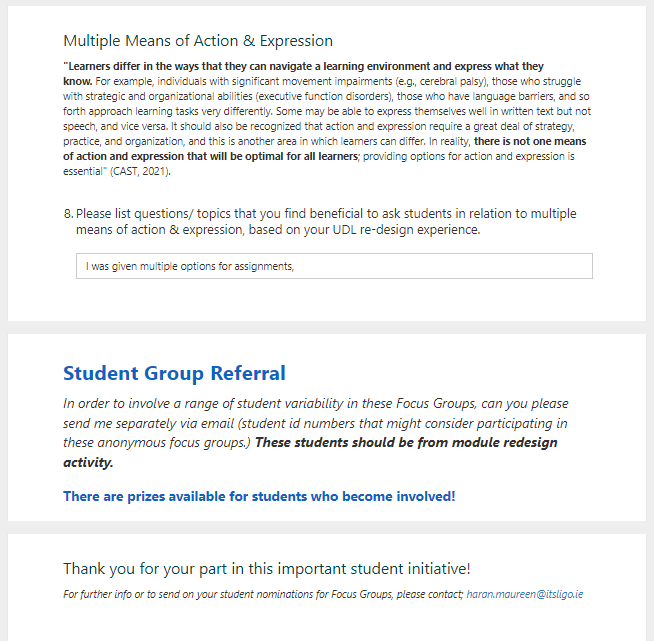 Multiple Means of Action & Expression
"Learners differ in the ways that they can navigate a learning environment and express what they
know. For example, individuals with significant movement impairments (e.g., cerebral palsy), those who struggle
with strategic and organizational abilities (executive function disorders), those who have language barriers, and so
forth approach learning tasks very differently. Some may be able to express themselves well in written text but not
speech, and vice versa. It should also be recognized that action and expression require a great deal of strategy,
practice, and organization, and this is another area in which learners can differ. In reality, there is not one means
of action and expression that will be optimal for all learners; providing options for action and expression is
essential" (CAST, 2021).
8. Please list questions/ topics that you find beneficial to ask students in relation to multiple
means of action & expression, based on your UDL re-design experience.
I was given multiple options for assignments,
Student Group Referral
In order to involve a range of student variability in these Focus Groups, can you please
send me separately via email (student id numbers that might consider participating in
these anonymous focus groups.) These students should be from module redesign
activity.
There are prizes available for students who become involved!
Thank you for your part in this important student initiative!
For further info or to send on your student nominations for Focus Groups, please contact; haran.maureen@itsligo.ie